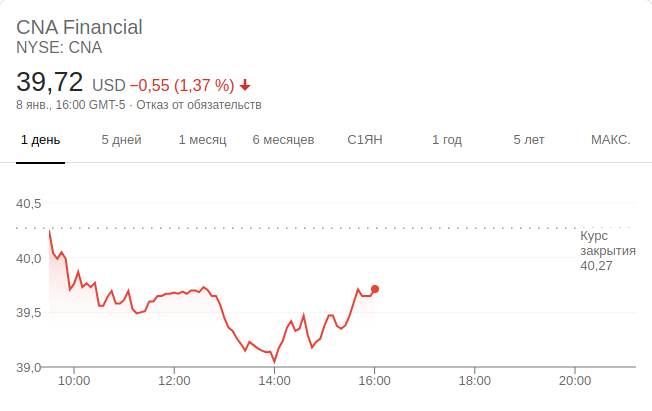 CNA Financial
NYSE: CNA
39,72 USD −0,55 (1,37 %)
8 янв., 16:00 GMT-5 · Отказ от обязательств
1 день 5 дней 1 месяц 6 месяцев С1ЯН 1 год 5 лет МАКС.
40,5
Курс
закрытия
40,27
40,0
39,5
39,0
10:00 12:00 14:00 16:00 18:00 20:00